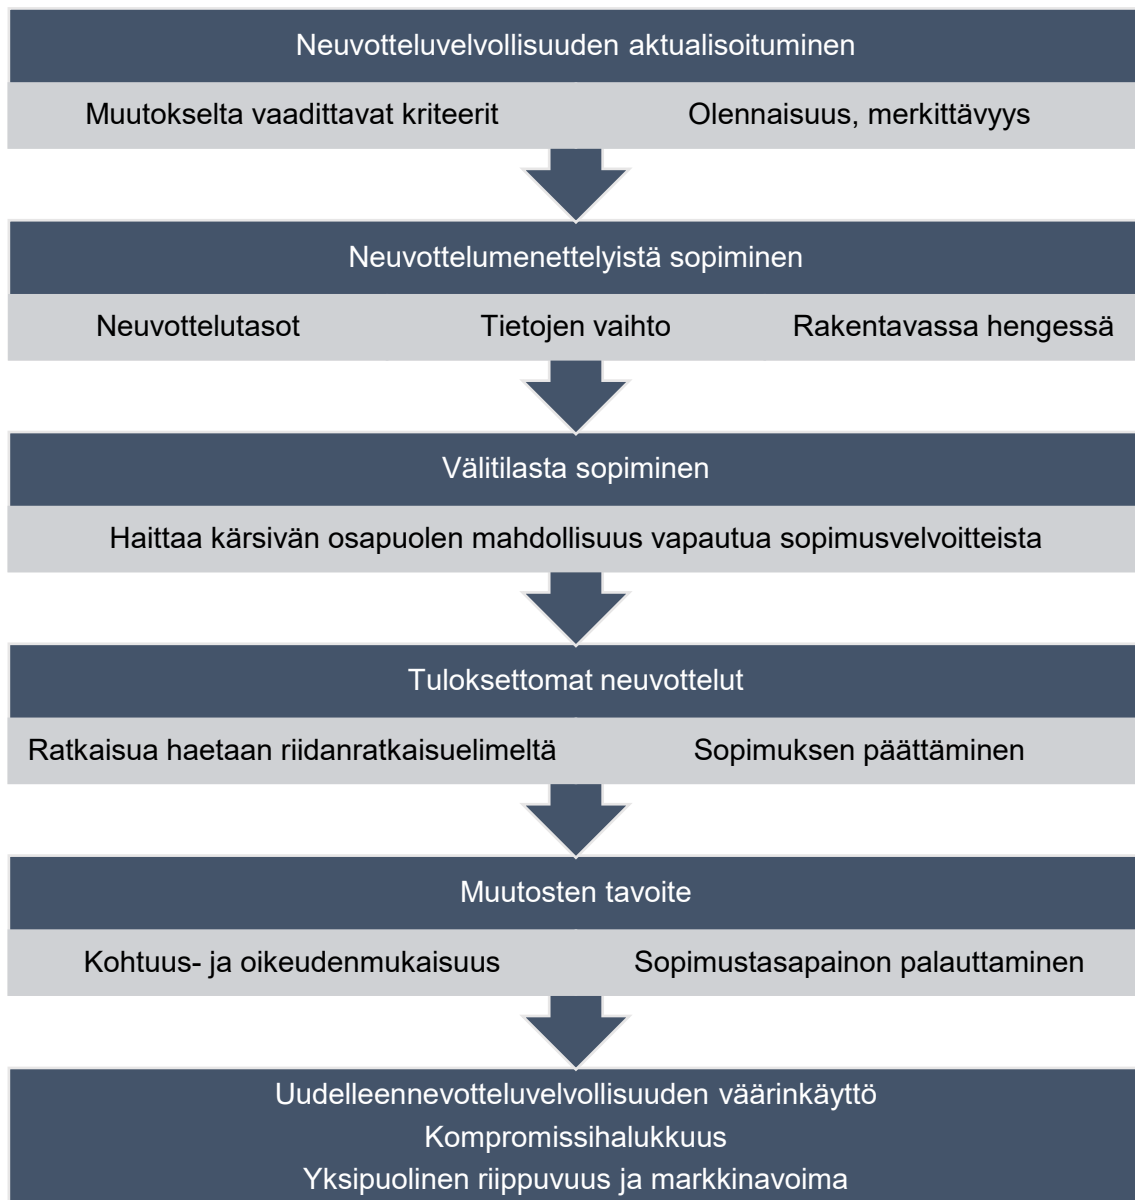 Neuvotteluvelvollisuuden aktualisoituminen
Muutokselta vaadittavat kriteerit
Olennaisuus, merkittävyys
Neuvottelumenettelyistä sopiminen
Neuvottelutasot
Tietojen vaihto
Rakentavassa hengessä
Välitilasta sopiminen
Haittaa kärsivän osapuolen mahdollisuus vapautua sopimusvelvoitteista
Tuloksettomat neuvottelut
Ratkaisua haetaan riidanratkaisuelimeltä
Sopimuksen päättäminen
Muutosten tavoite
Kohtuus- ja oikeudenmukaisuus
Sopimustasapainon palauttaminen
Uudelleennevotteluvelvollisuuden väärinkäyttö
Kompromissihalukkuus
Yksipuolinen riippuvuus ja markkinavoima